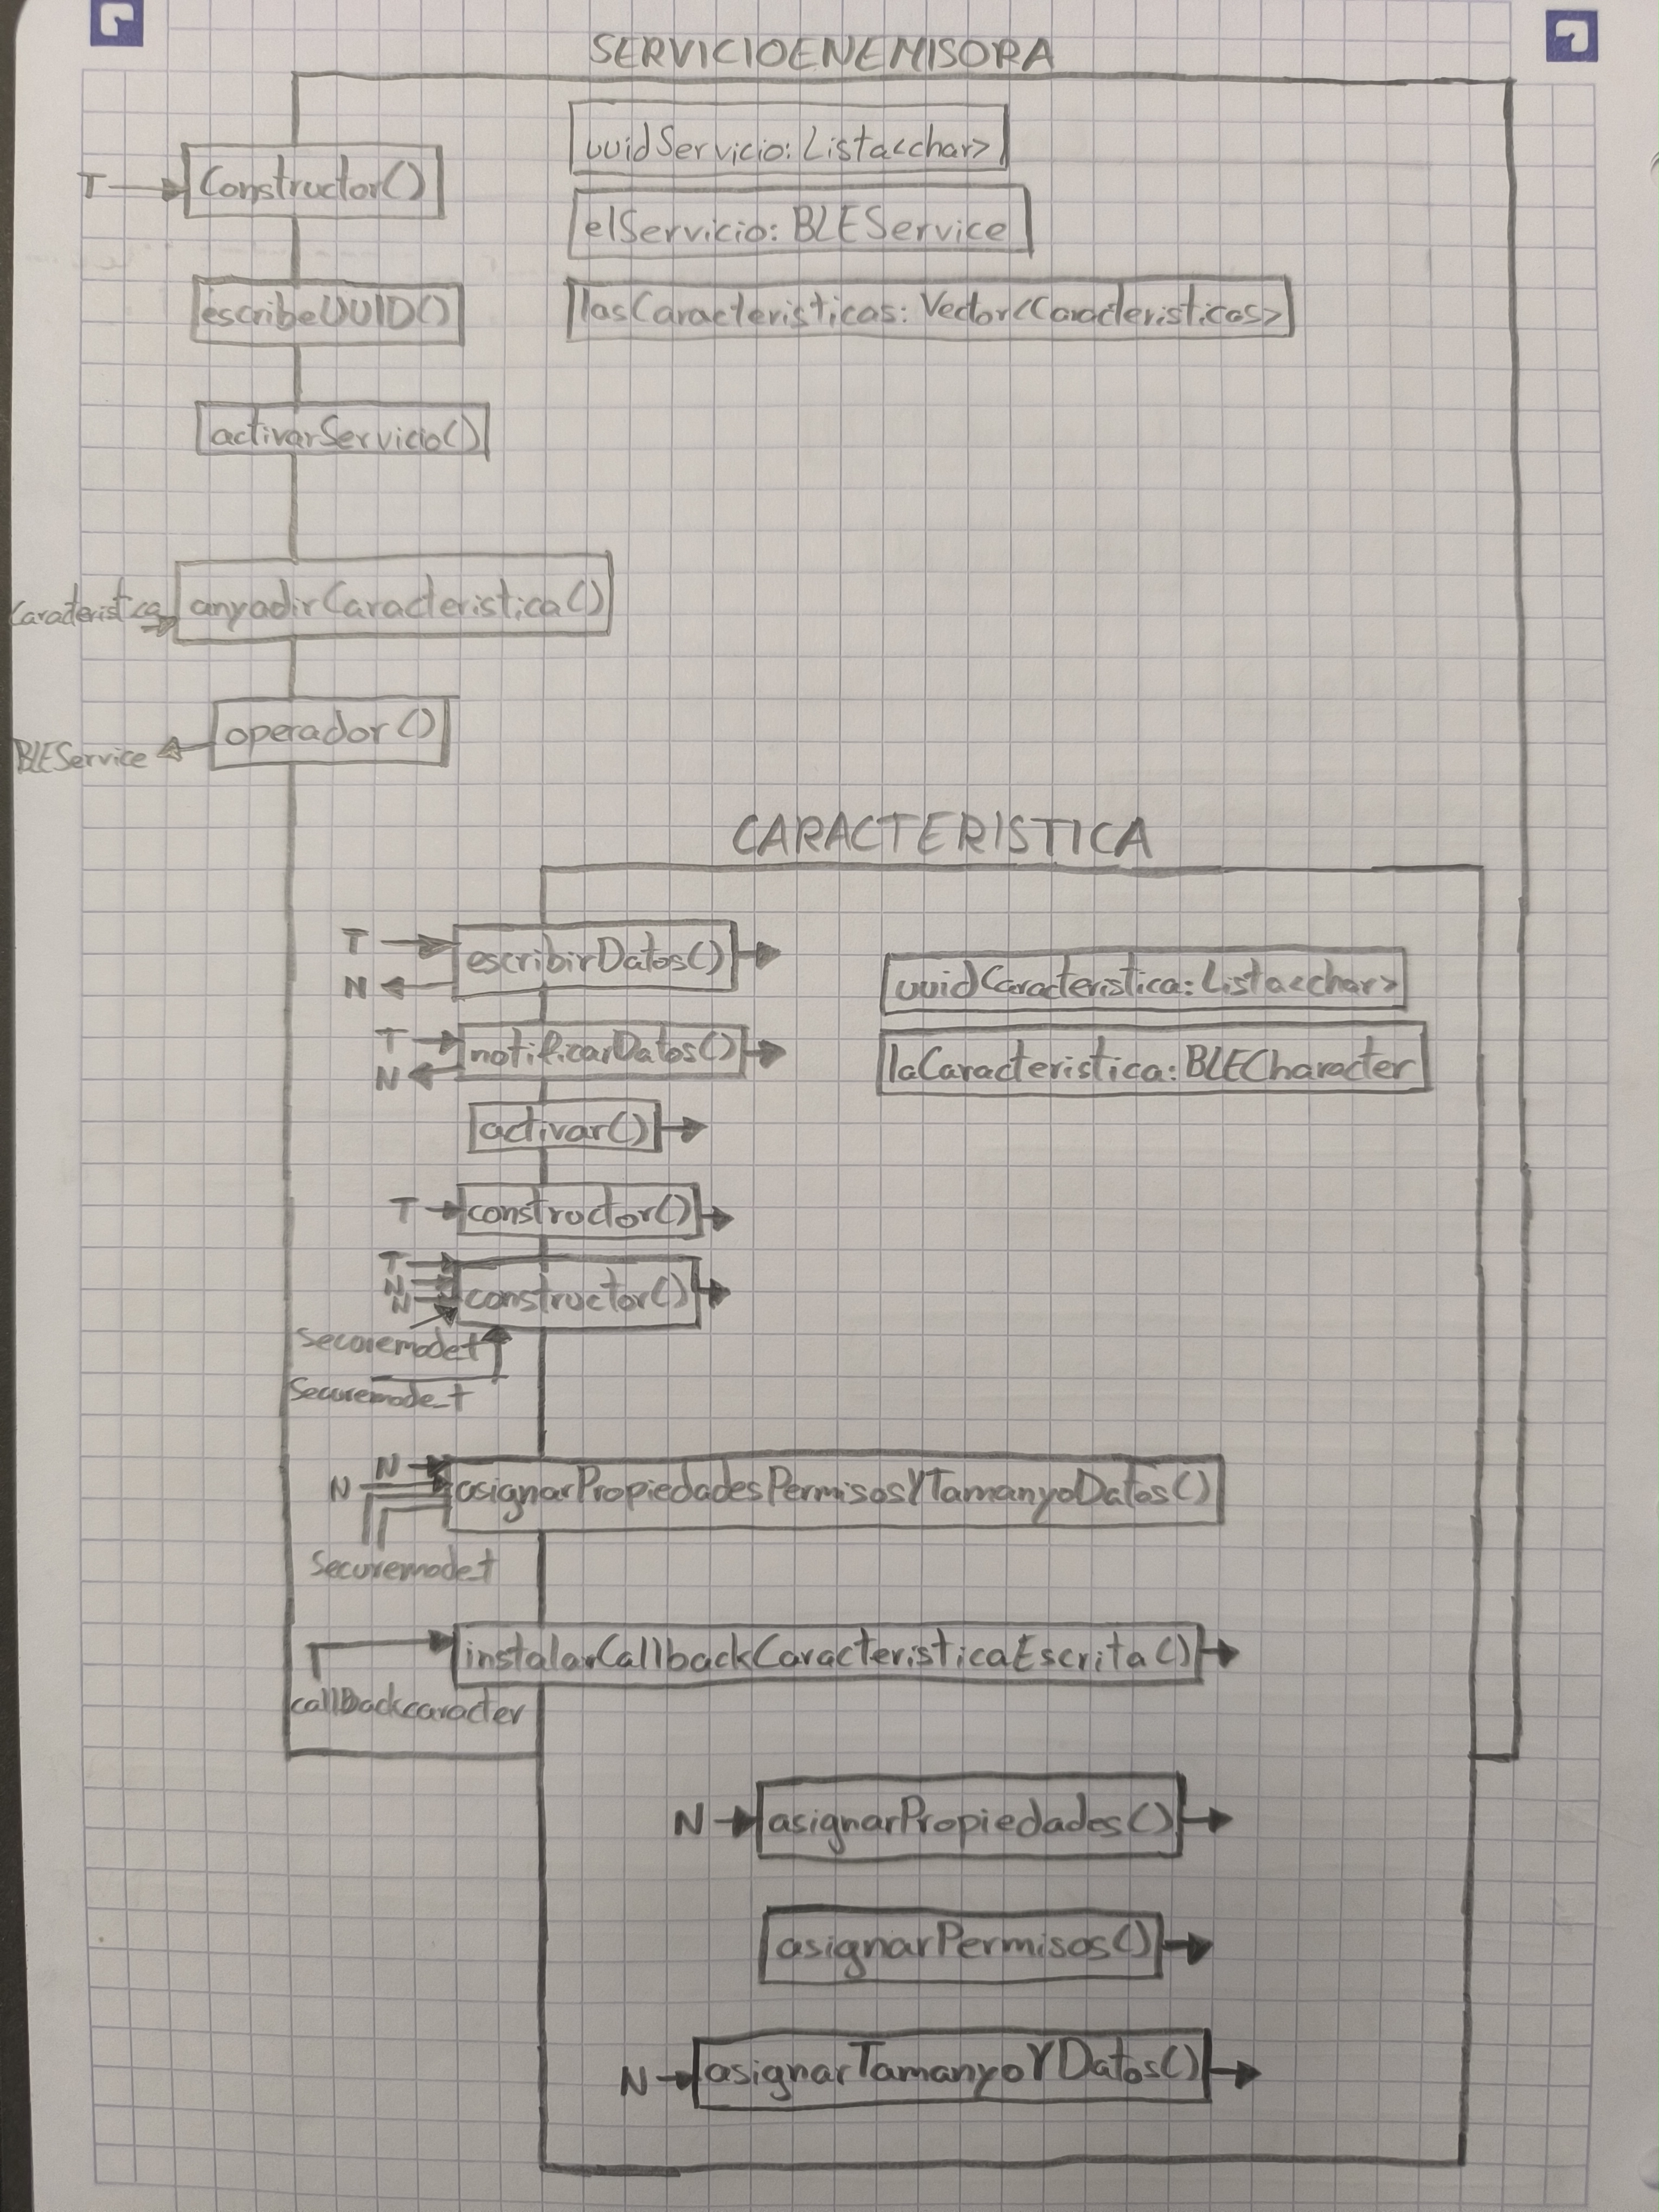 SERVICIOENEMISORA
uuidServicio: Lista<char>
T Constructor()
elServicio: BLEService
escribeUUID()
lasCaracteristicas: Vector<Caracteristicas>
activarServicio()
Caracteristica anyadirCaracteristica()
operador()
BLEService
CARACTERISTICA
T
escribirDatos()
N
uuidCaracteristica: Lista<char>
T
notificarDatos()
N
laCaracteristica: BLECharacter
activar()
T constructor()
T
N
N
constructor()
Securemodet
Securemode_t
N
N
asignarPropiedadesPermisosYTamanyoDatos()
Securemode_t
instalarCallbackCaracteristicaEscrita()
callBackcaracter
N asignarPropiedades()
asignarPermisos()
N asignarTamanyoYDatos()